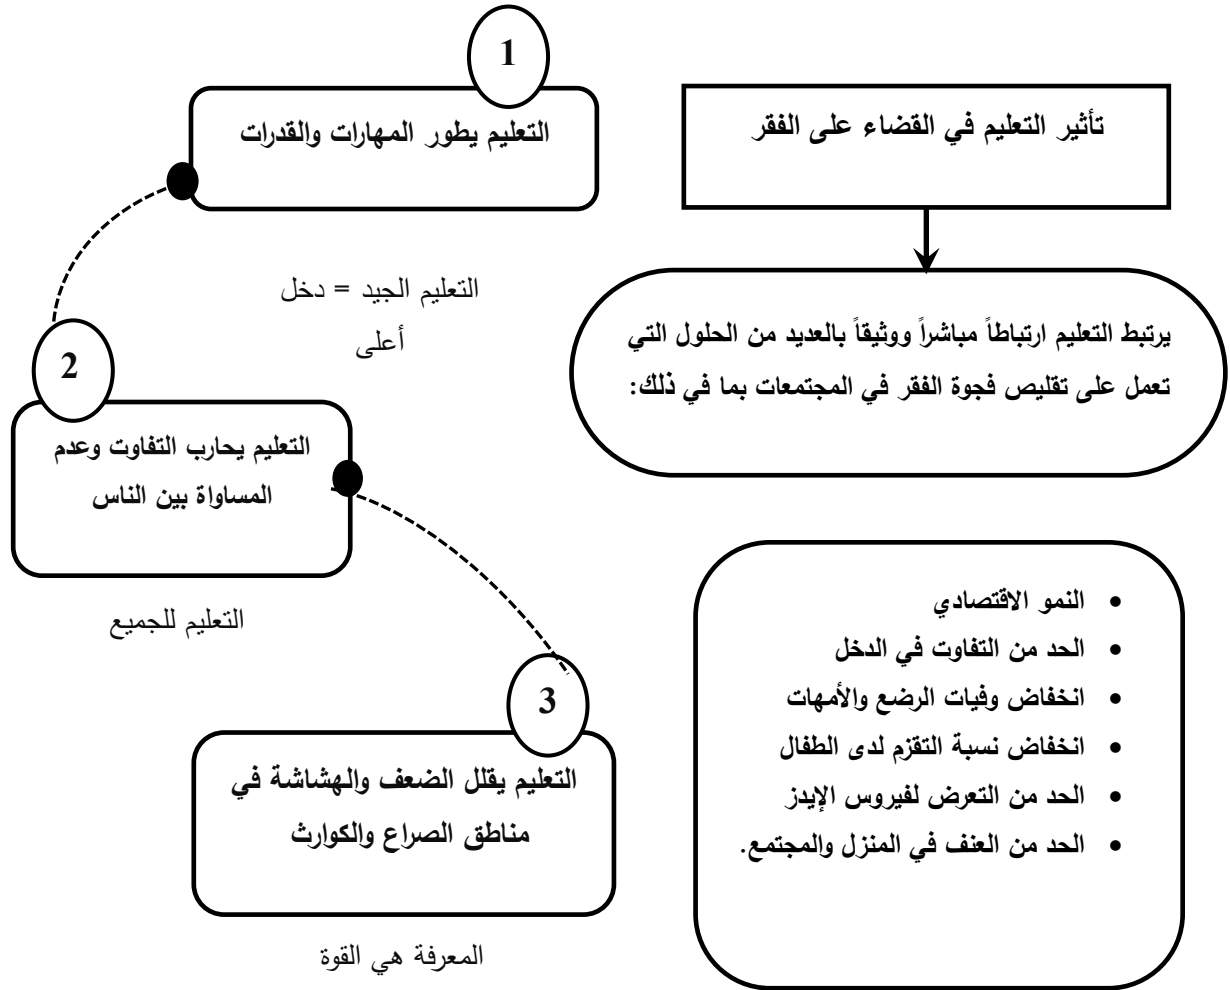 تأثير التعليم في القضاء على الفقر
يرتبط التعليم ارتباطاً مباشراً ووثيقاً بالعديد من الحلول التي
تعمل على تقليص فجوة الفقر في المجتمعات بما في ذلك:
• النمو الاقتصادي
• الحد من التفاوت في الدخل
• انخفاض وفيات الرضع والأمهات
• انخفاض نسبة التقزم لدى الطفال
• الحد من التعرض لفيروس الإيدز
• الحد من العنف في المنزل والمجتمع.
1
التعليم يطور المهارات والقدرات
التعليم الجيد = دخل
أعلى
2
التعليم يحارب التفاوت وعدم
المساواة بين الناس
التعليم للجميع
3
التعليم يقلل الضعف والهشاشة في
مناطق الصراع والكوارث
المعرفة هي القوة